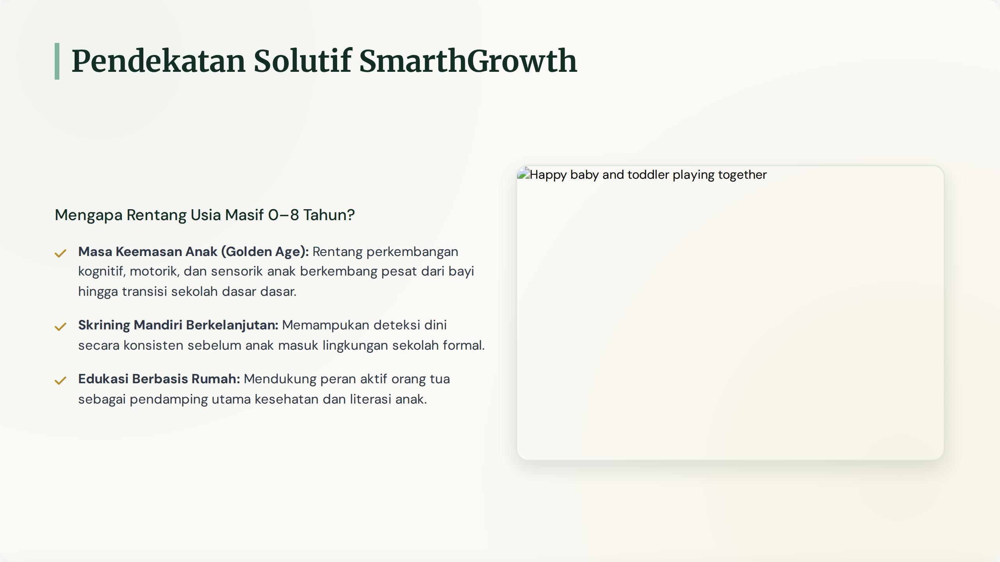 Pendekatan Solutif SmarthGrowth
Mengapa Rentang Usia Masif 0–8 Tahun?
Masa Keemasan Anak (Golden Age): Rentang perkembangan
kognitif, motorik, dan sensorik anak berkembang pesat dari bayi
hingga transisi sekolah dasar dasar.
Skrining Mandiri Berkelanjutan: Memampukan deteksi dini
secara konsisten sebelum anak masuk lingkungan sekolah formal.
Edukasi Berbasis Rumah: Mendukung peran aktif orang tua
sebagai pendamping utama kesehatan dan literasi anak.
Happy baby and toddler playing together